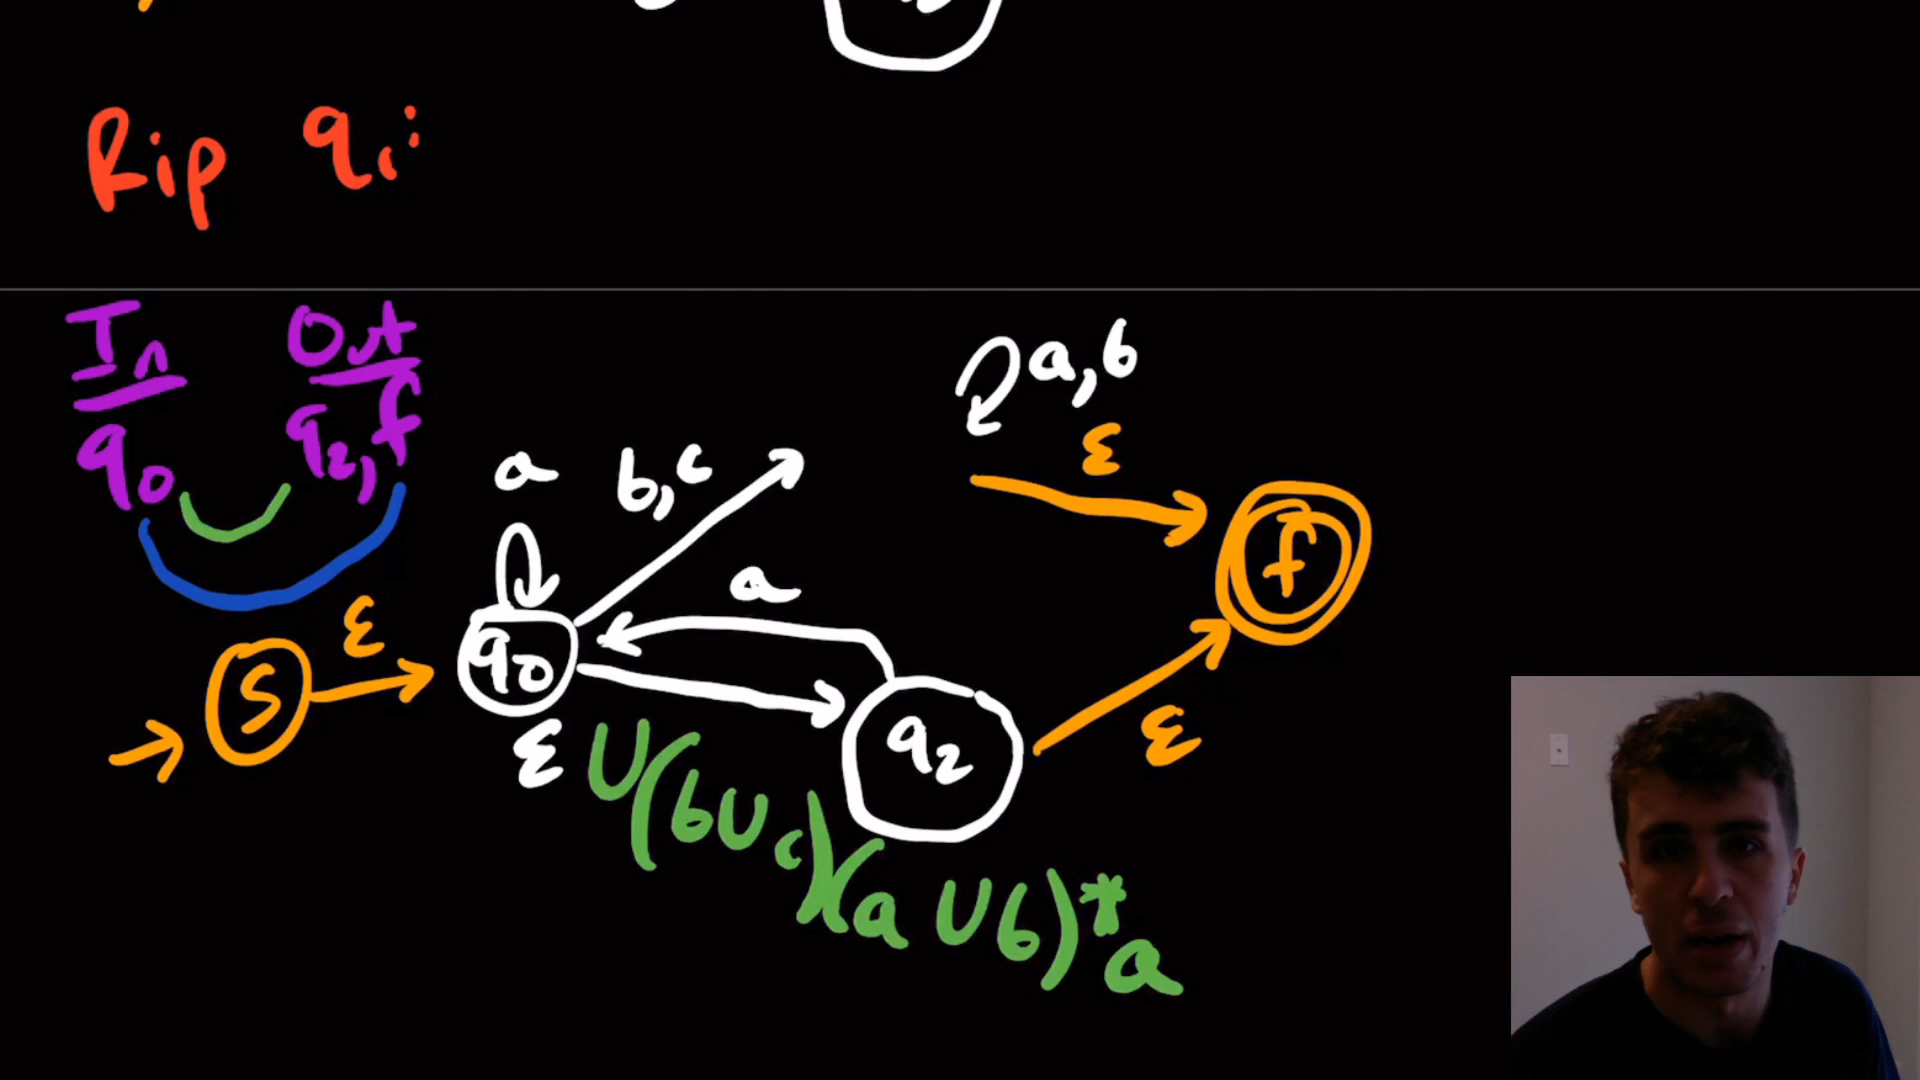 Rip q₁:
In Out
q₀ q₂, f
a, b
ε
a b, c
f
a
ε
q₀
S
q₂
ε
ε ∪ (b ∪ c)(a ∪ b)* a